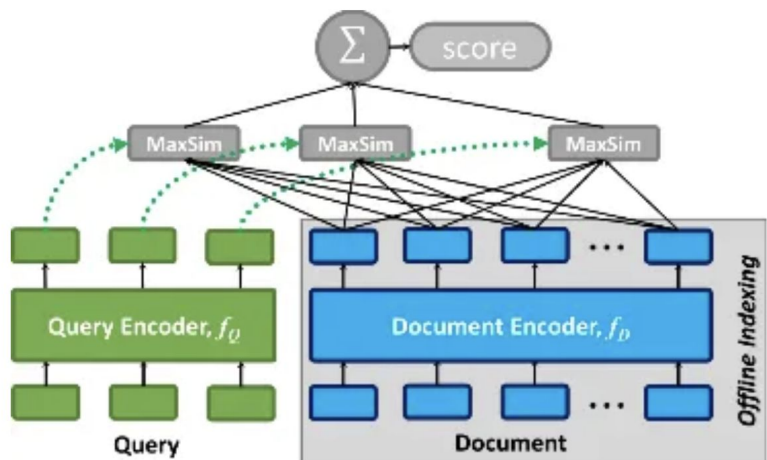 Σ
score
MaxSim
MaxSim
MaxSim
Query Encoder, f_Q
Document Encoder, f_D
Query
Document
Offline Indexing